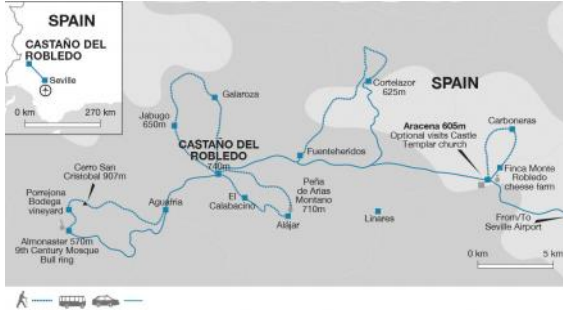 SPAIN
CASTAÑO DEL
ROBLEDO
Seville
0 km
270 km
SPAIN
Cortelazor
625m
Galaroza
Jabugo
650m
Aracena 605m
Optional visits Castle
Templar church
Carboneras
CASTAÑO DEL
ROBLEDO
740m
Fuenteheridos
Cerro San
Cristobal 907m
Finca Monte
Robledo
cheese farm
Peña
de Arias
Montano
710m
Porrejona
Bodega
vineyard
Aguafria
El
Calabacino
Alájar
Linares
From/To
Seville Airport
Almonaster 570m
9th Century Mosque
Bull ring
0 km
5 km